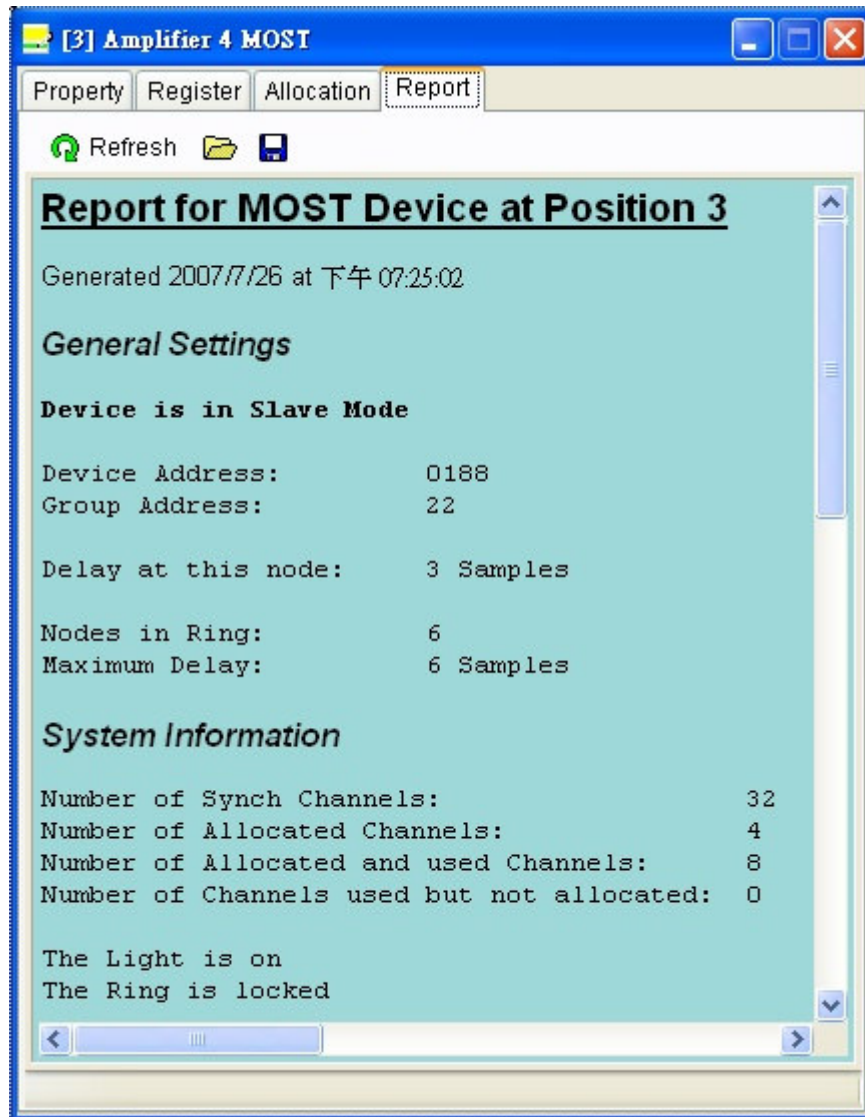 [3] Amplifier 4 MOST
Property Register Allocation Report
Refresh
Report for MOST Device at Position 3
Generated 2007/7/26 at 下午 07:25:02
General Settings
Device is in Slave Mode
Device Address: 0188
Group Address: 22
Delay at this node: 3 Samples
Nodes in Ring: 6
Maximum Delay: 6 Samples
System Information
Number of Synch Channels: 32
Number of Allocated Channels: 4
Number of Allocated and used Channels: 8
Number of Channels used but not allocated: 0
The Light is on
The Ring is locked